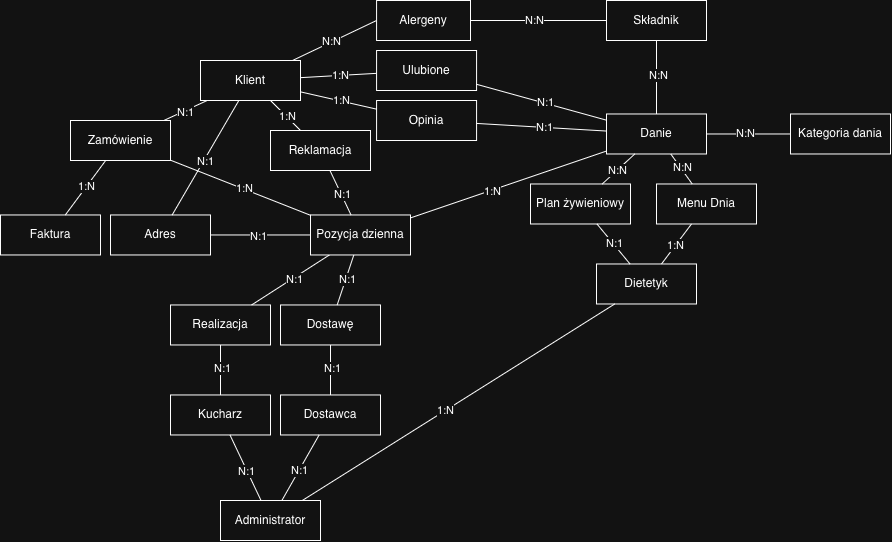 Alergeny
N:N
Składnik
N:N
Klient
1:N
Ulubione
N:N
N:1
1:N
Opinia
N:1
N:1
1:N
Zamówienie
Reklamacja
Danie
N:N
Kategoria dania
N:1
1:N
1:N
N:1
1:N
N:N
N:N
Plan żywieniowy
Menu Dnia
Faktura
Adres
N:1
Pozycja dzienna
N:1
1:N
N:1
N:1
Dietetyk
Realizacja
Dostawę
N:1
N:1
Kucharz
Dostawca
1:N
N:1
N:1
Administrator